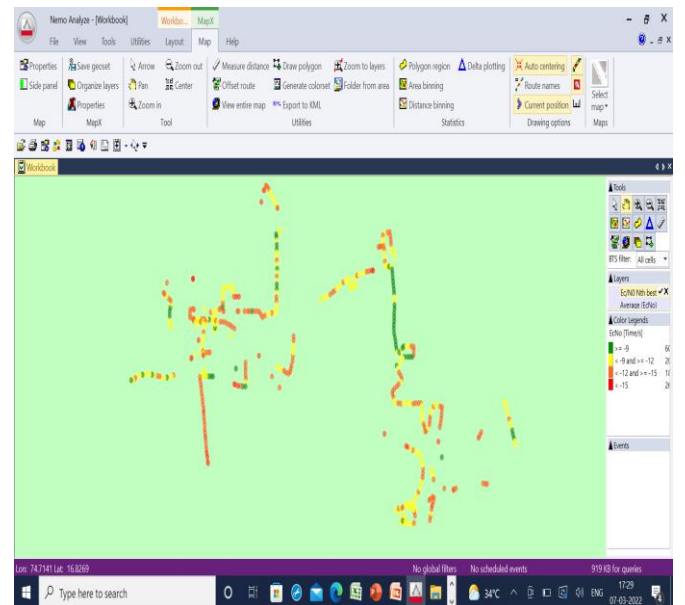 Nemo Analyze - [Workbook]
Workbo... MapX
File View Tools Utilities Layout Map Help
Properties Save geoset Arrow Zoom out Measure distance Draw polygon Zoom to layers Polygon region Delta plotting Auto centering
Side panel Organize layers Pan Center Offset route Generate colorset Folder from area Area binning Route names
Properties Zoom in View entire map Export to KML Distance binning Current position
Select map
Map MapX Tool Utilities Statistics Drawing options Maps
Workbook
Tools
BTS filter: All cells
Layers
Ec/N0 Nth best
Average (EcNo)
Color Legends
EcNo [Time/s]
>= -9
< -9 and >= -12
< -12 and >= -15
< -15
Events
Lon: 74.7141 Lat: 16.8269 No global filters No scheduled events 919 KB for queries
Type here to search
34°C ENG 17:29
07-03-2022